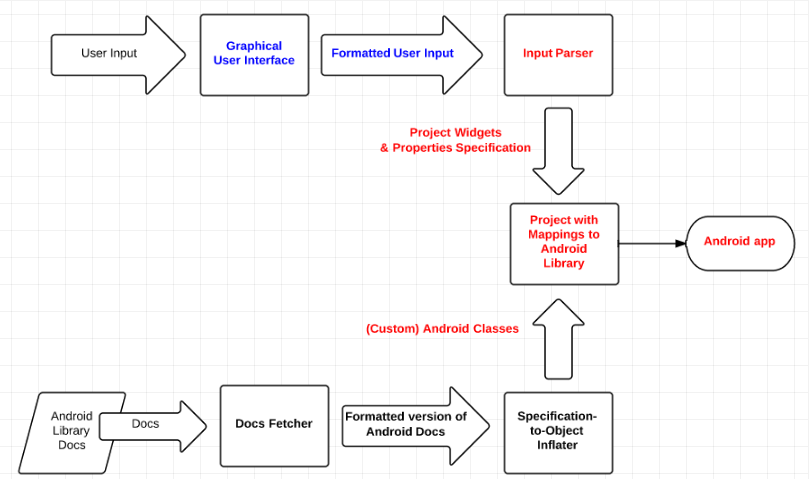 User Input
Graphical
User Interface
Formatted User Input
Input Parser
Project Widgets
& Properties Specification
Project with
Mappings to
Android
Library
Android app
(Custom) Android Classes
Android
Library
Docs
Docs
Docs Fetcher
Formatted version of
Android Docs
Specification-
to-Object
Inflater